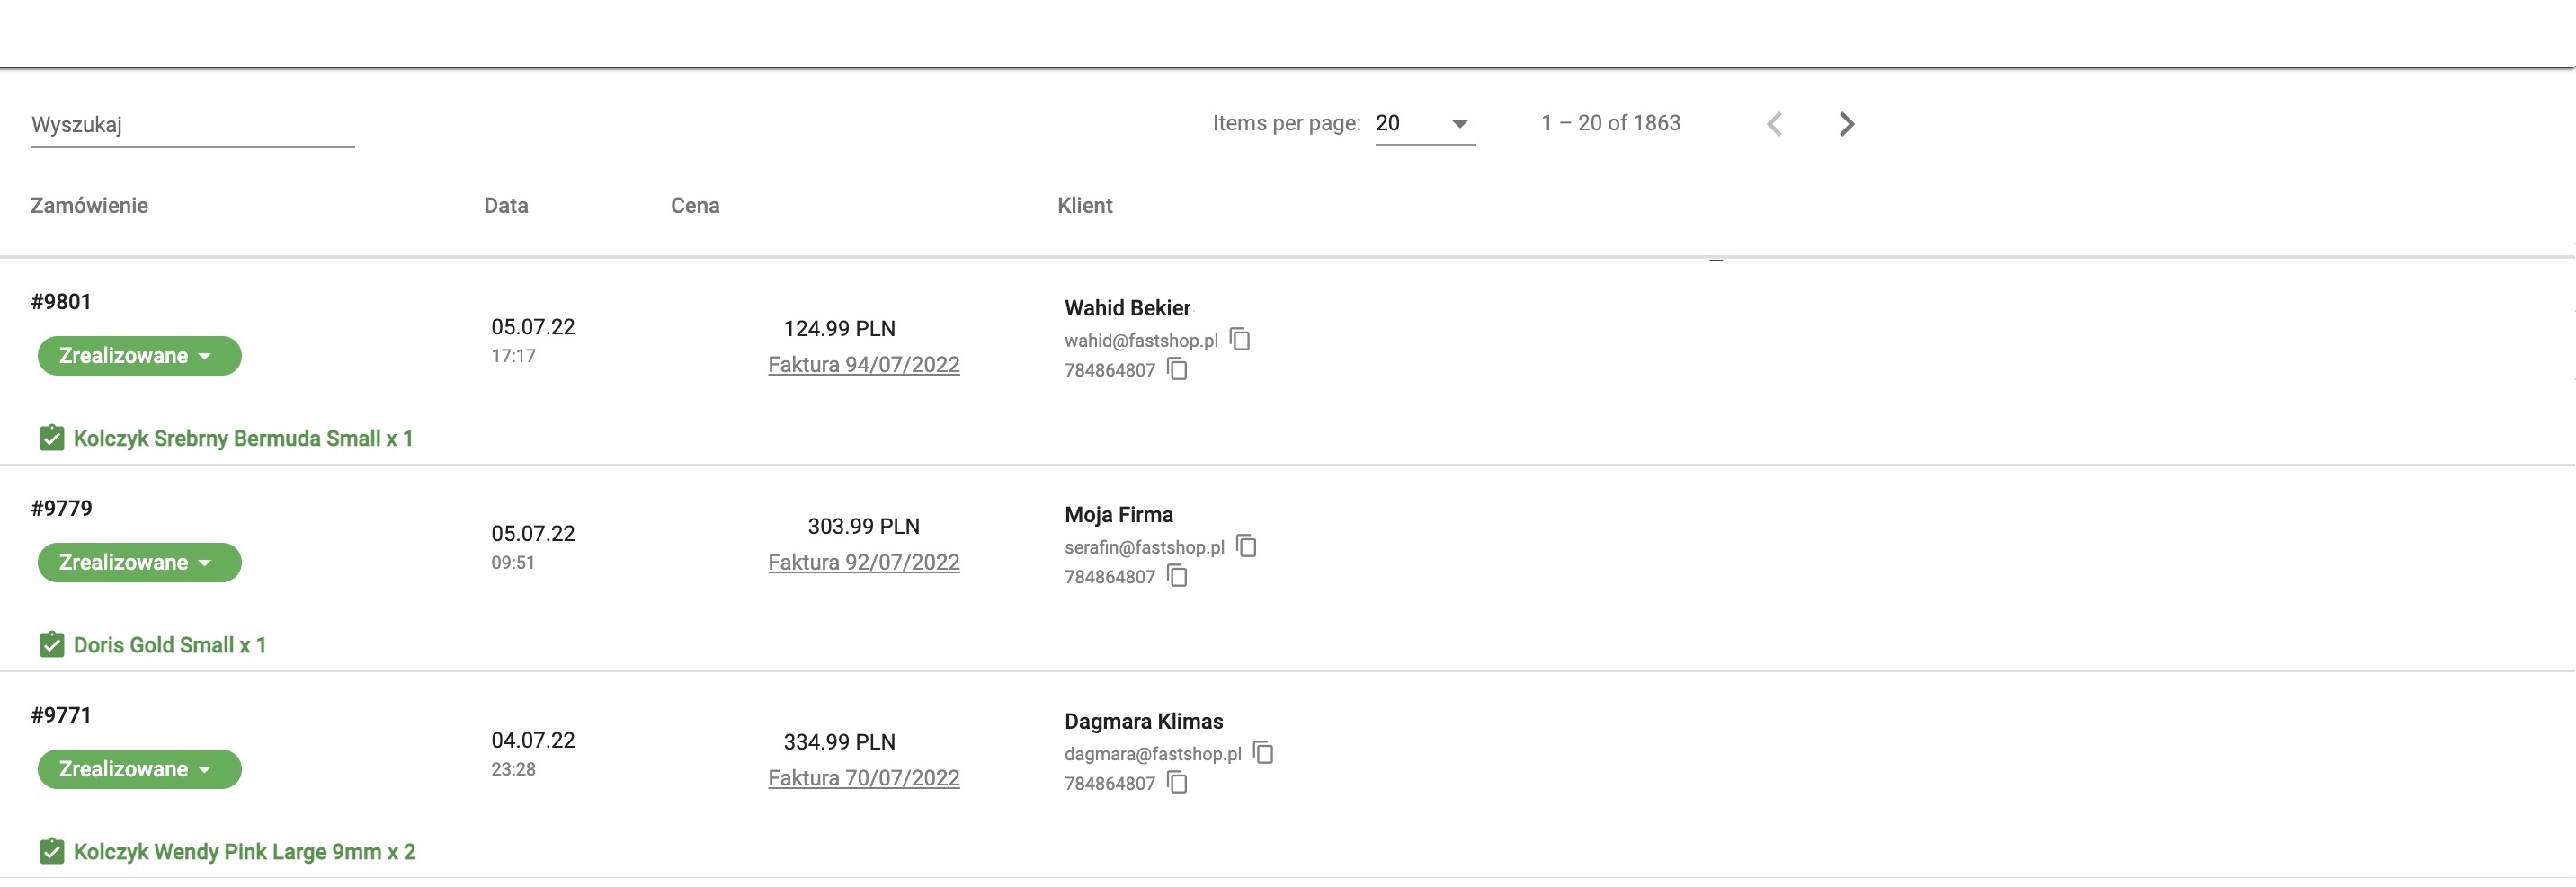 Wyszukaj
Items per page: 20 1 – 20 of 1863
Zamówienie Data Cena Klient
#9801
Zrealizowane
05.07.22
17:17
124.99 PLN
Faktura 94/07/2022
Wahid Bekier
wahid@fastshop.pl
784864807
Kolczyk Srebrny Bermuda Small x 1
#9779
Zrealizowane
05.07.22
09:51
303.99 PLN
Faktura 92/07/2022
Moja Firma
serafin@fastshop.pl
784864807
Doris Gold Small x 1
#9771
Zrealizowane
04.07.22
23:28
334.99 PLN
Faktura 70/07/2022
Dagmara Klimas
dagmara@fastshop.pl
784864807
Kolczyk Wendy Pink Large 9mm x 2